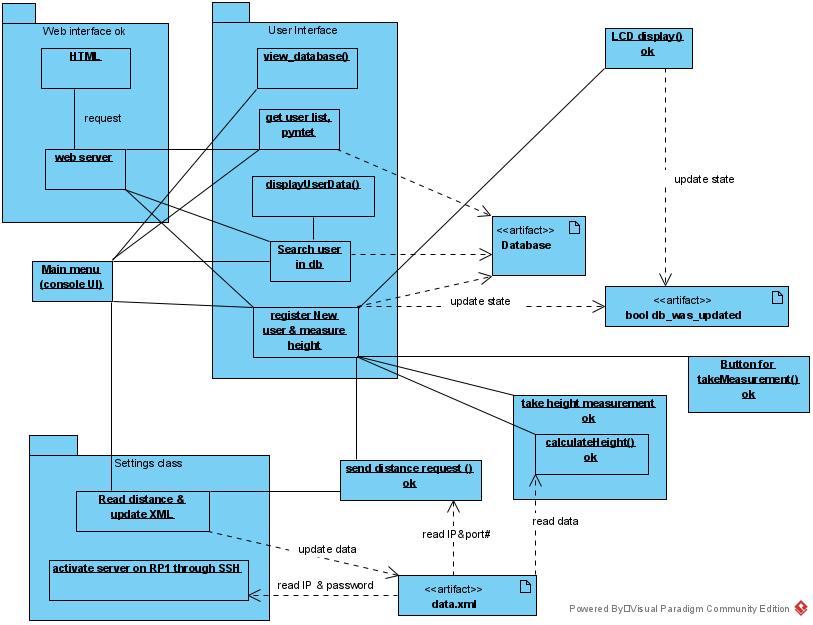 Web interface ok
HTML
request
web server
User Interface
view_database()
get user list,
pyntet
displayUserData()
Search user
in db
register New
user & measure
height
LCD display()
ok
update state
<<artifact>>
Database
update state
<<artifact>>
bool db_was_updated
Main menu
(console UI)
Button for
takeMeasurement()
ok
take height measurement
ok
calculateHeight()
ok
send distance request ()
ok
Settings class
Read distance &
update XML
activate server on RP1 through SSH
read IP&port#
read data
update data
read IP & password
<<artifact>>
data.xml
Powered By Visual Paradigm Community Edition